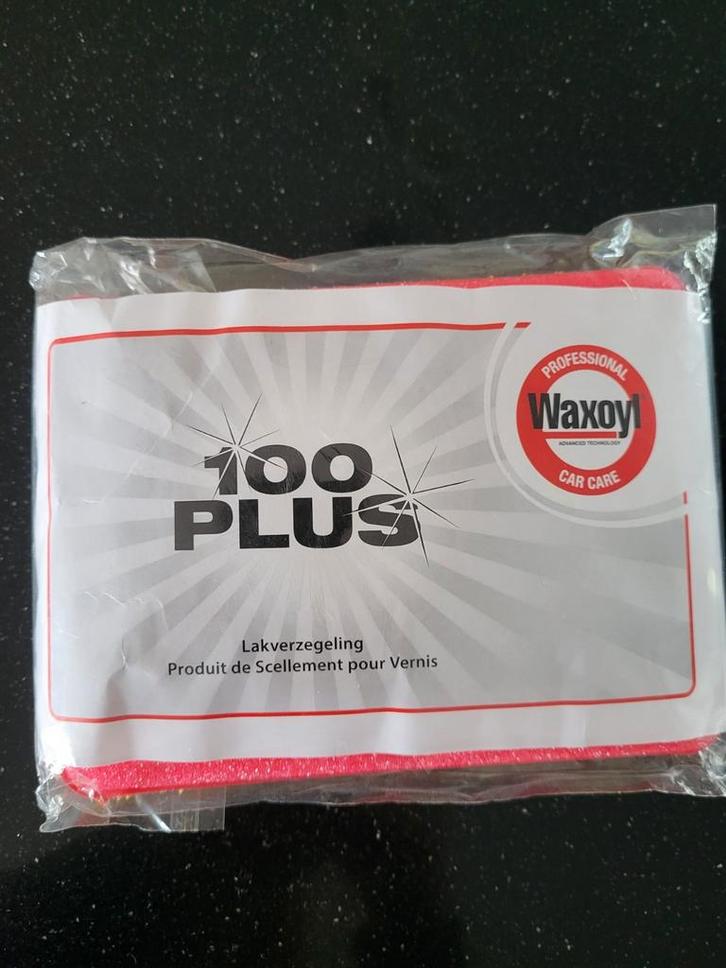 PROFESSIONAL
Waxoyl
ADVANCED TECHNOLOGY
CAR CARE
100
PLUS
Lakverzegeling
Produit de Scellement pour Vernis